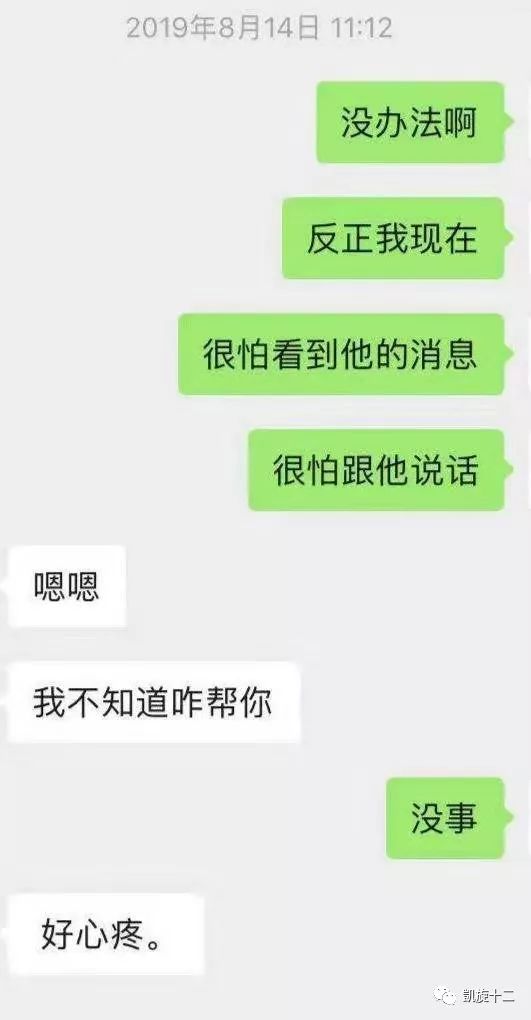 2019年8月14日 11:12
没办法啊
反正我现在
很怕看到他的消息
很怕跟他说话
嗯嗯
我不知道咋帮你
没事
好心疼。
凯旋十二